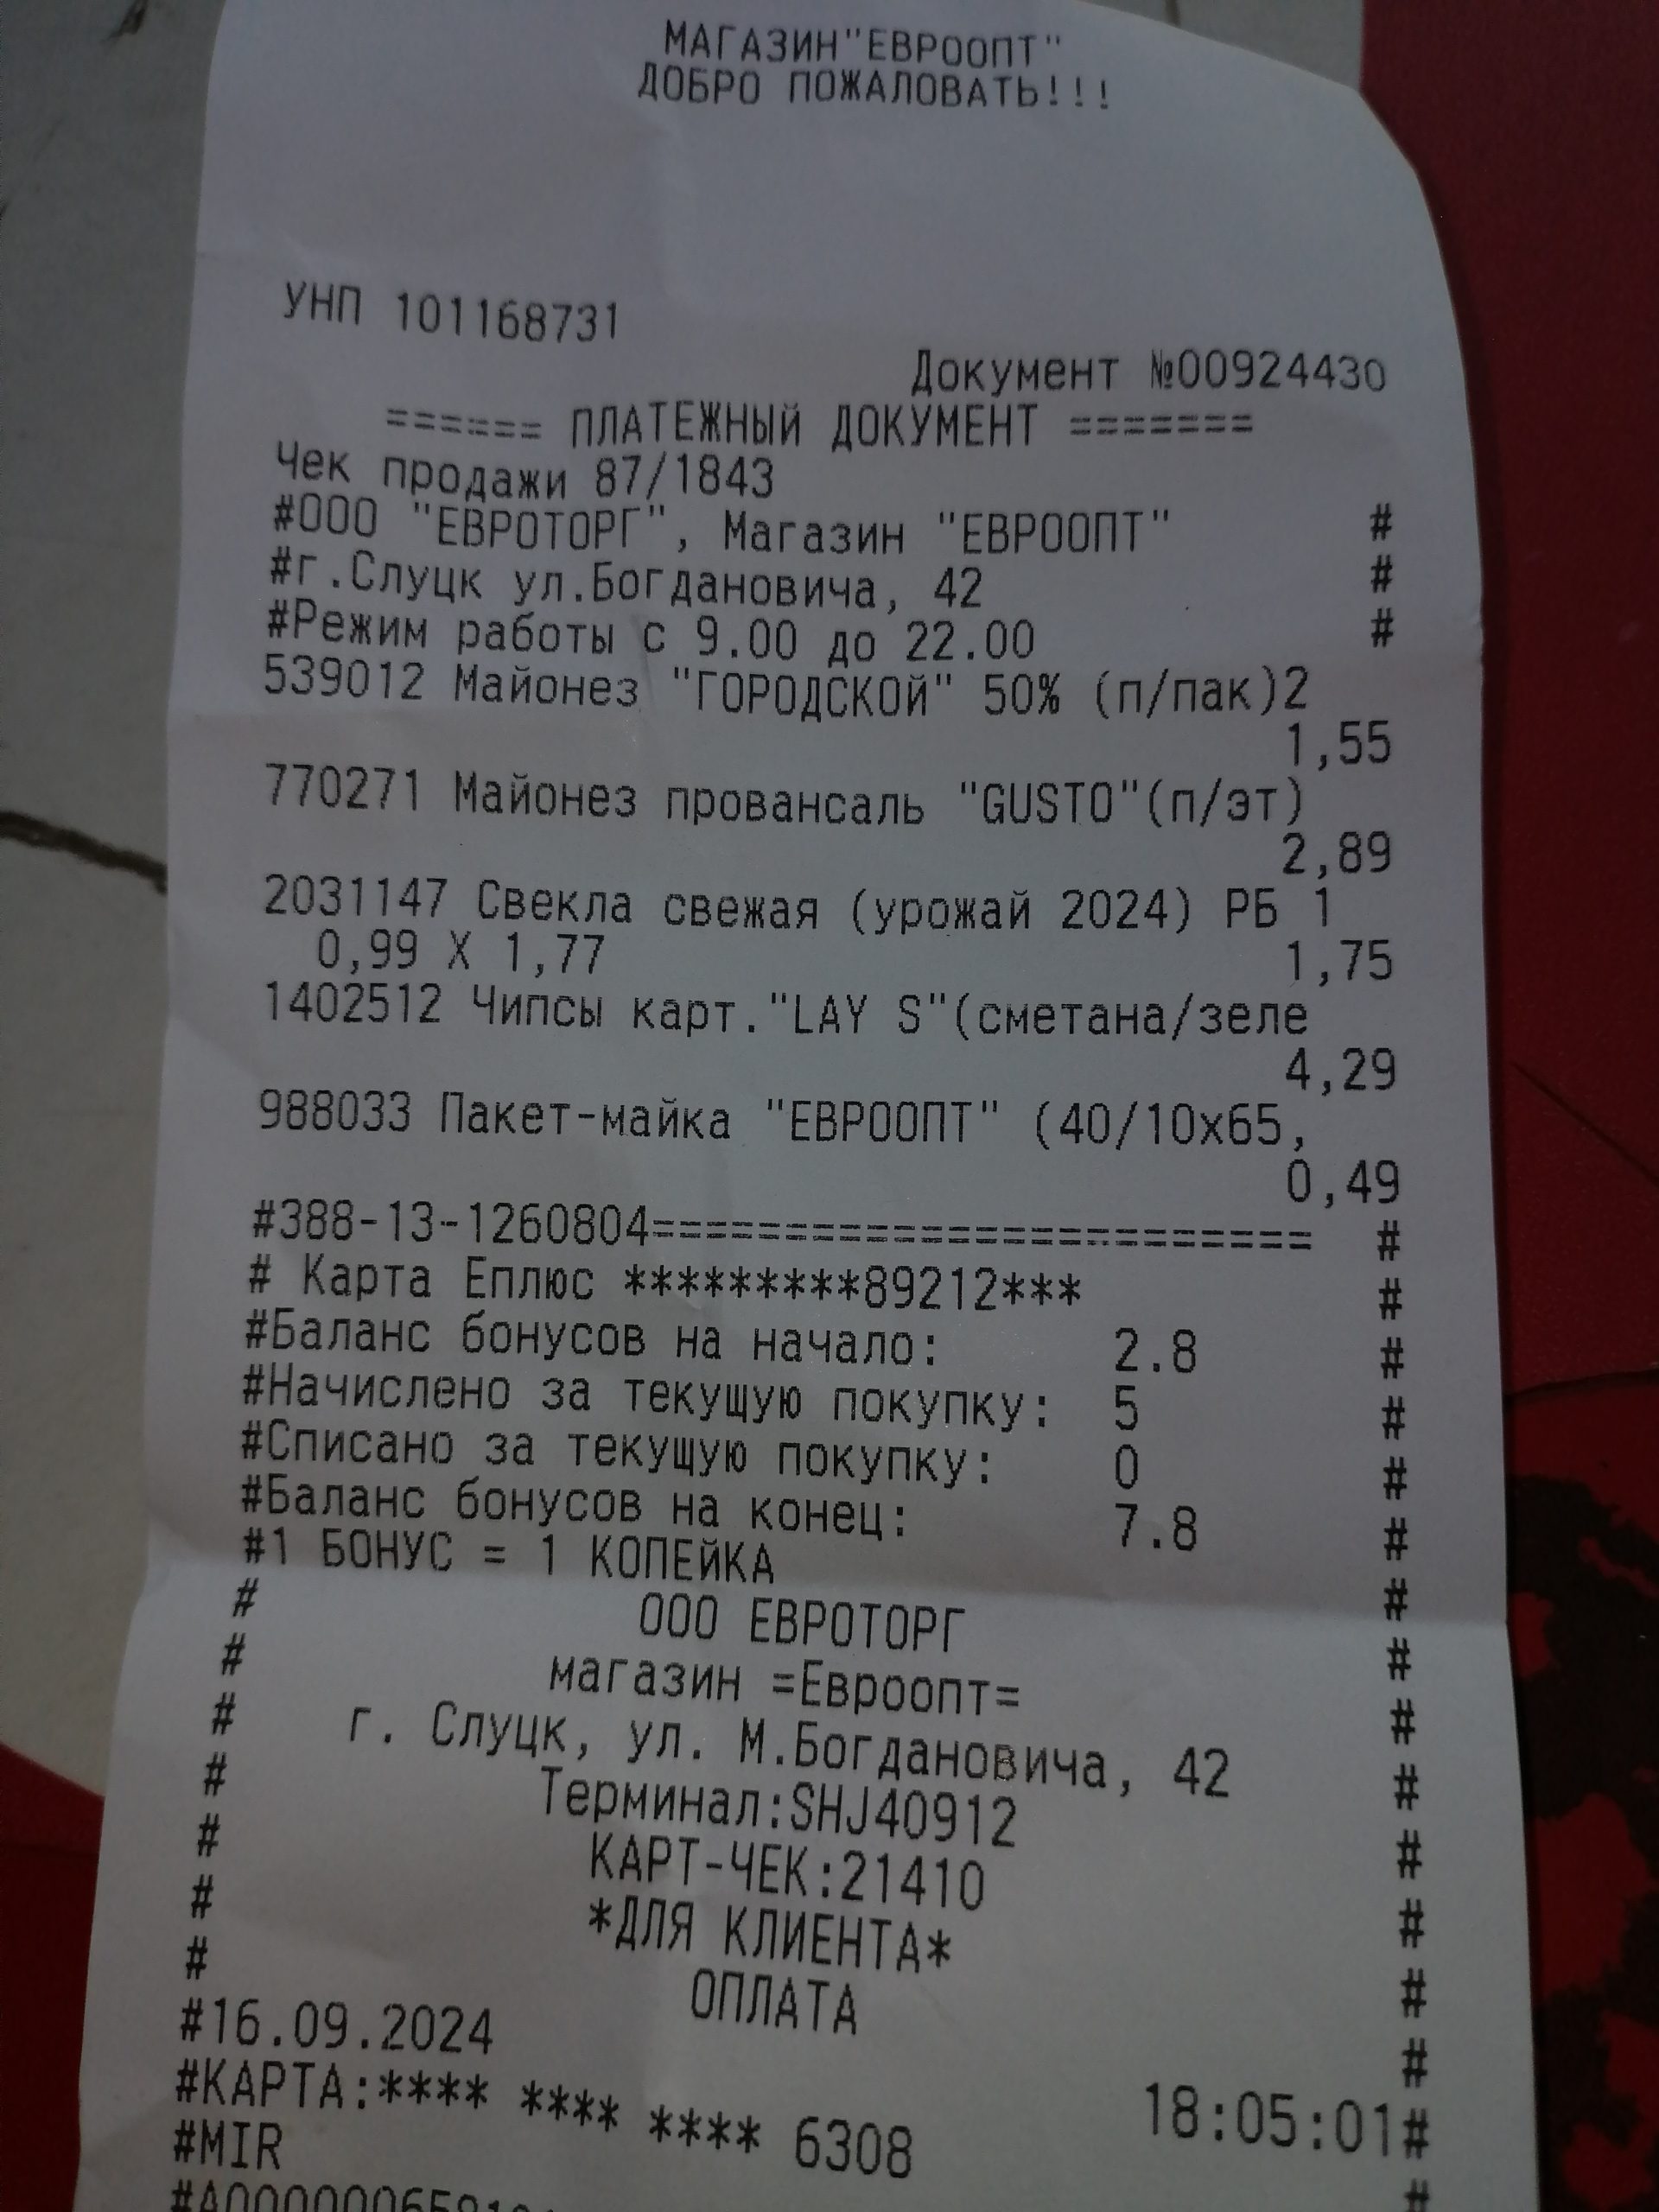 МАГАЗИН"ЕВРООПТ"
ДОБРО ПОЖАЛОВАТЬ!!!
УНП 101168731
Документ №00924430
====== ПЛАТЕЖНЫЙ ДОКУМЕНТ =======
Чек продажи 87/1843
#ООО "ЕВРОТОРГ", Магазин "ЕВРООПТ" #
#г.Слуцк ул.Богдановича, 42 #
#Режим работы с 9.00 до 22.00 #
539012 Майонез "ГОРОДСКОЙ" 50% (п/пак)2
1,55
770271 Майонез провансаль "GUSTO"(п/эт)
2,89
2031147 Свекла свежая (урожай 2024) РБ 1
0,99 X 1,77 1,75
1402512 Чипсы карт."LAY S"(сметана/зеле
4,29
988033 Пакет-майка "ЕВРООПТ" (40/10х65,
0,49
#388-13-1260804========================= #
# Карта Еплюс *********89212*** #
#Баланс бонусов на начало: 2.8 #
#Начислено за текущую покупку: 5 #
#Списано за текущую покупку: 0 #
#Баланс бонусов на конец: 7.8 #
#1 БОНУС = 1 КОПЕЙКА #
# ООО ЕВРОТОРГ #
# магазин =Евроопт= #
# г. Слуцк, ул. М.Богдановича, 42 #
# Терминал:SHJ40912 #
# КАРТ-ЧЕК:21410 #
# *ДЛЯ КЛИЕНТА* #
# ОПЛАТА #
#16.09.2024 18:05:01#
#КАРТА:**** **** **** 6308
#MIR #